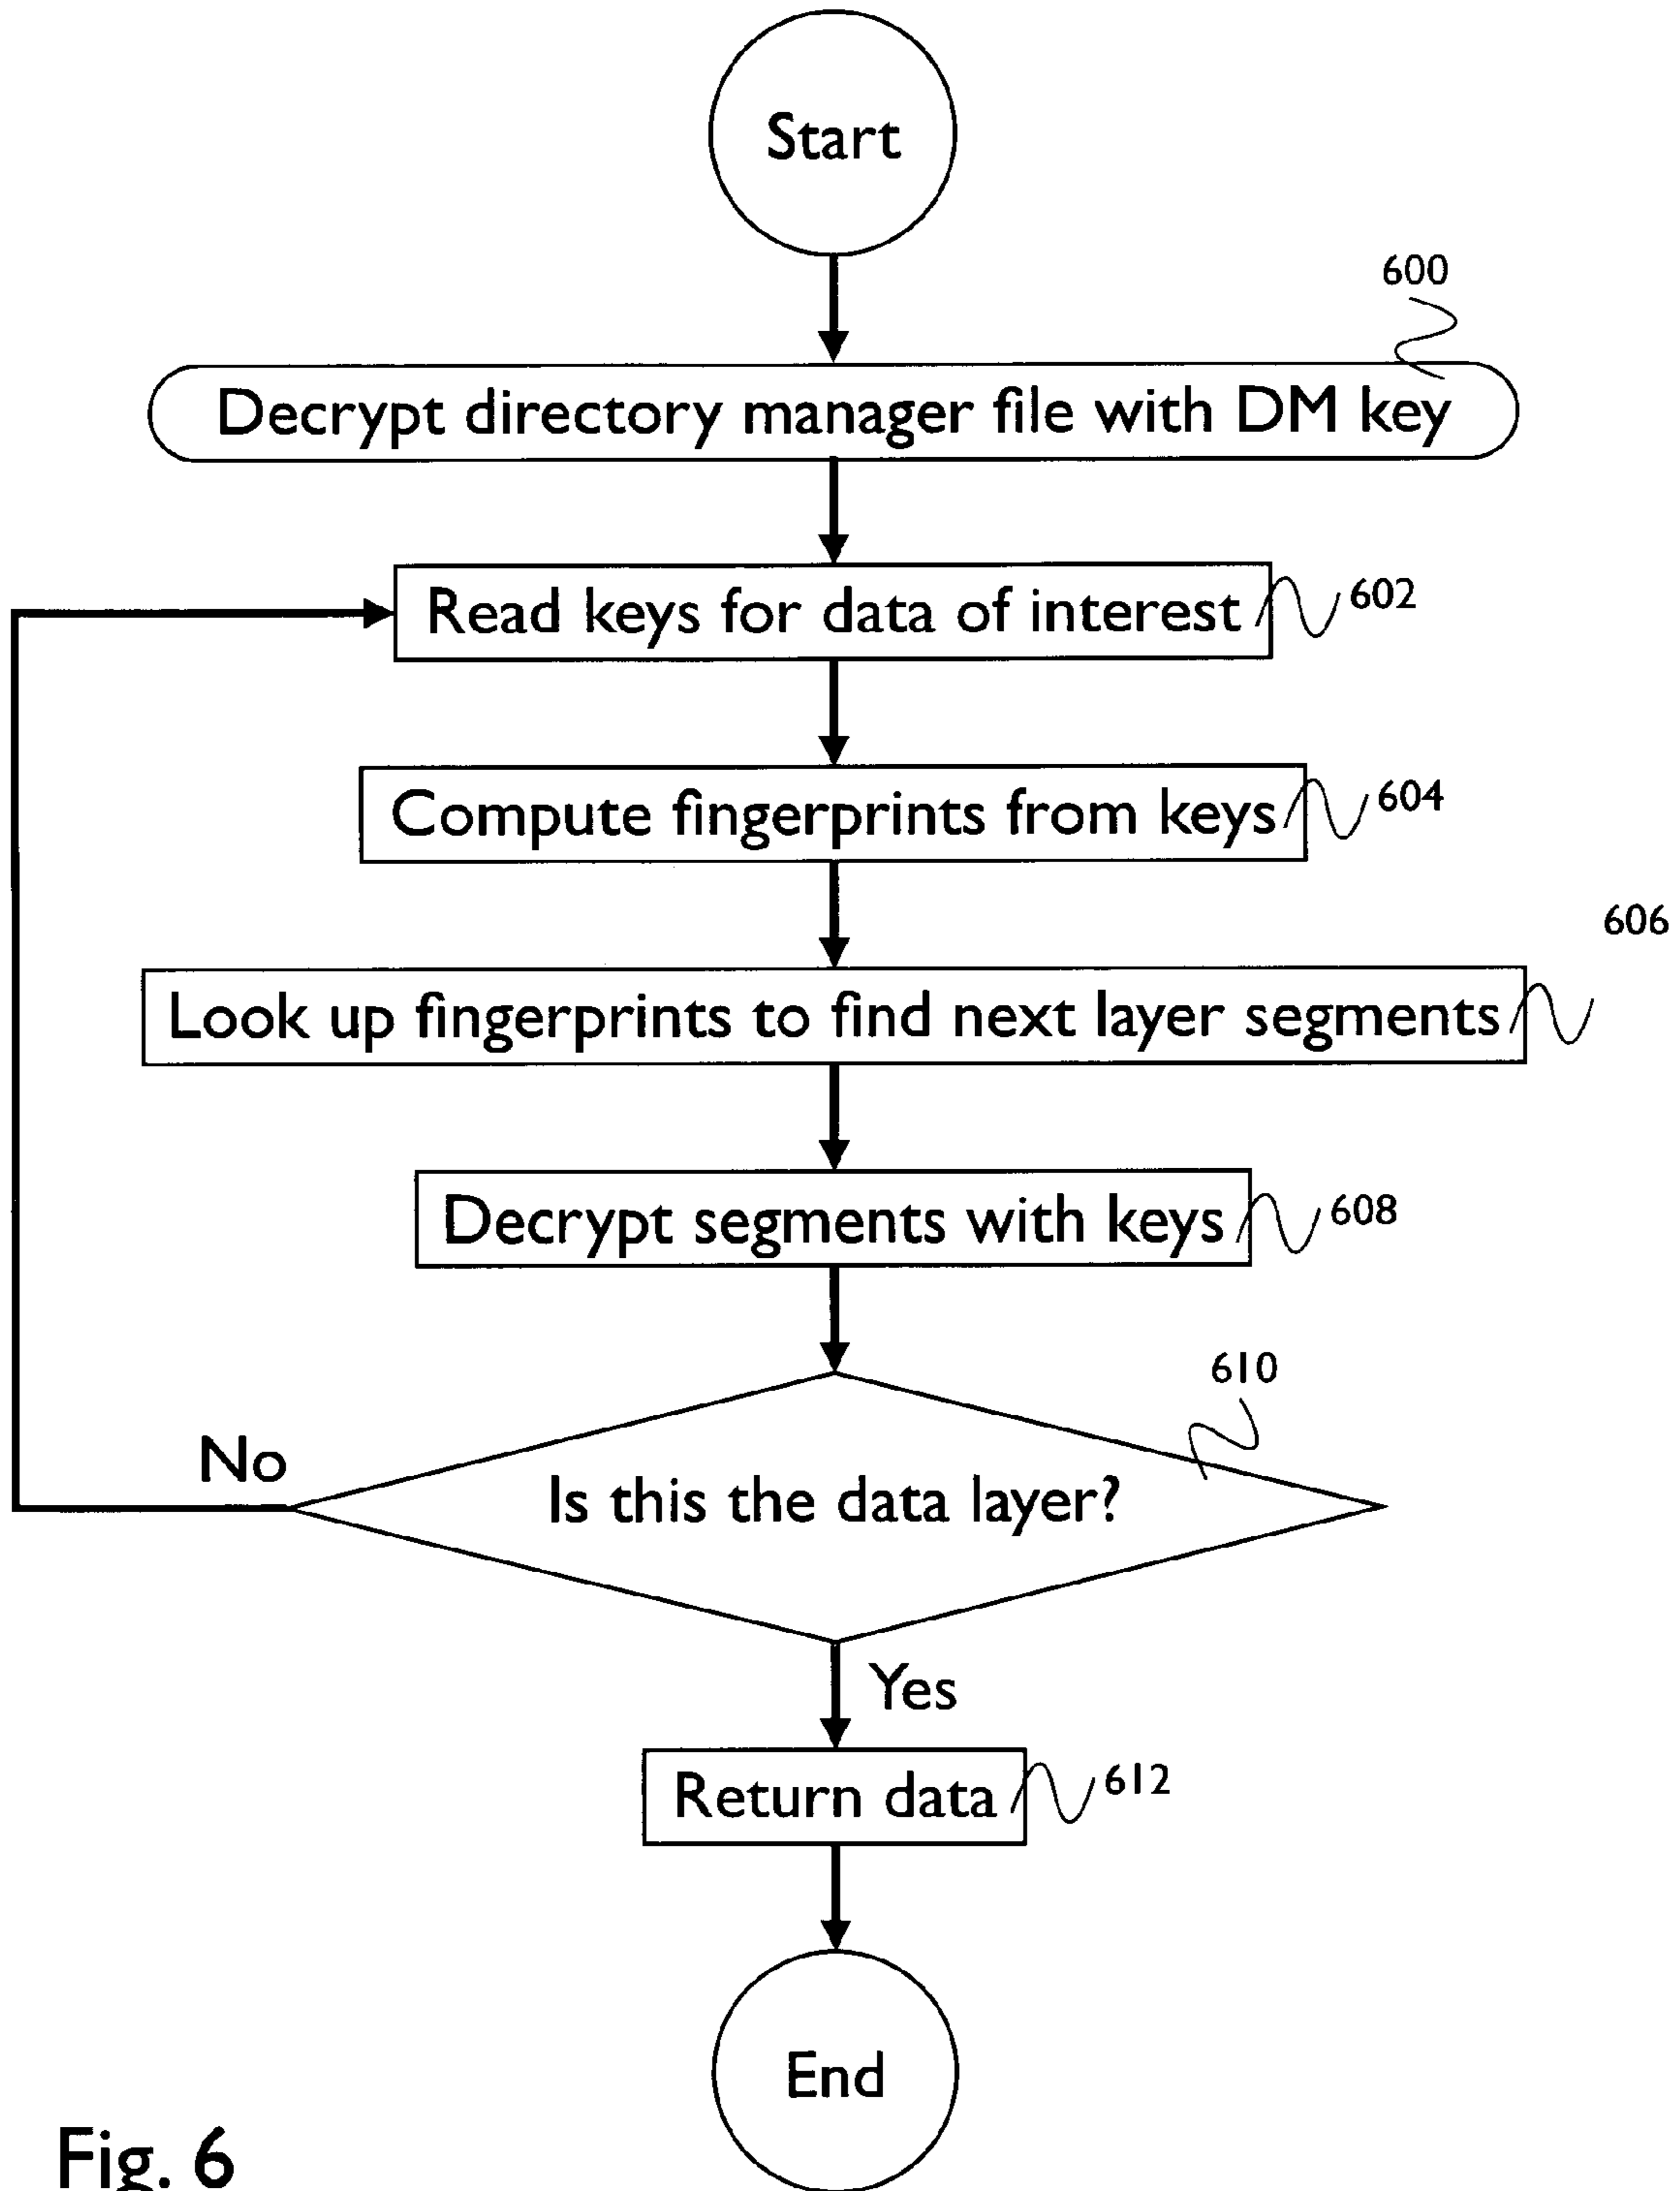 Start
600
Decrypt directory manager file with DM key
Read keys for data of interest
602
Compute fingerprints from keys
604
606
Look up fingerprints to find next layer segments
Decrypt segments with keys
608
610
No
Is this the data layer?
Yes
Return data
612
End
Fig. 6